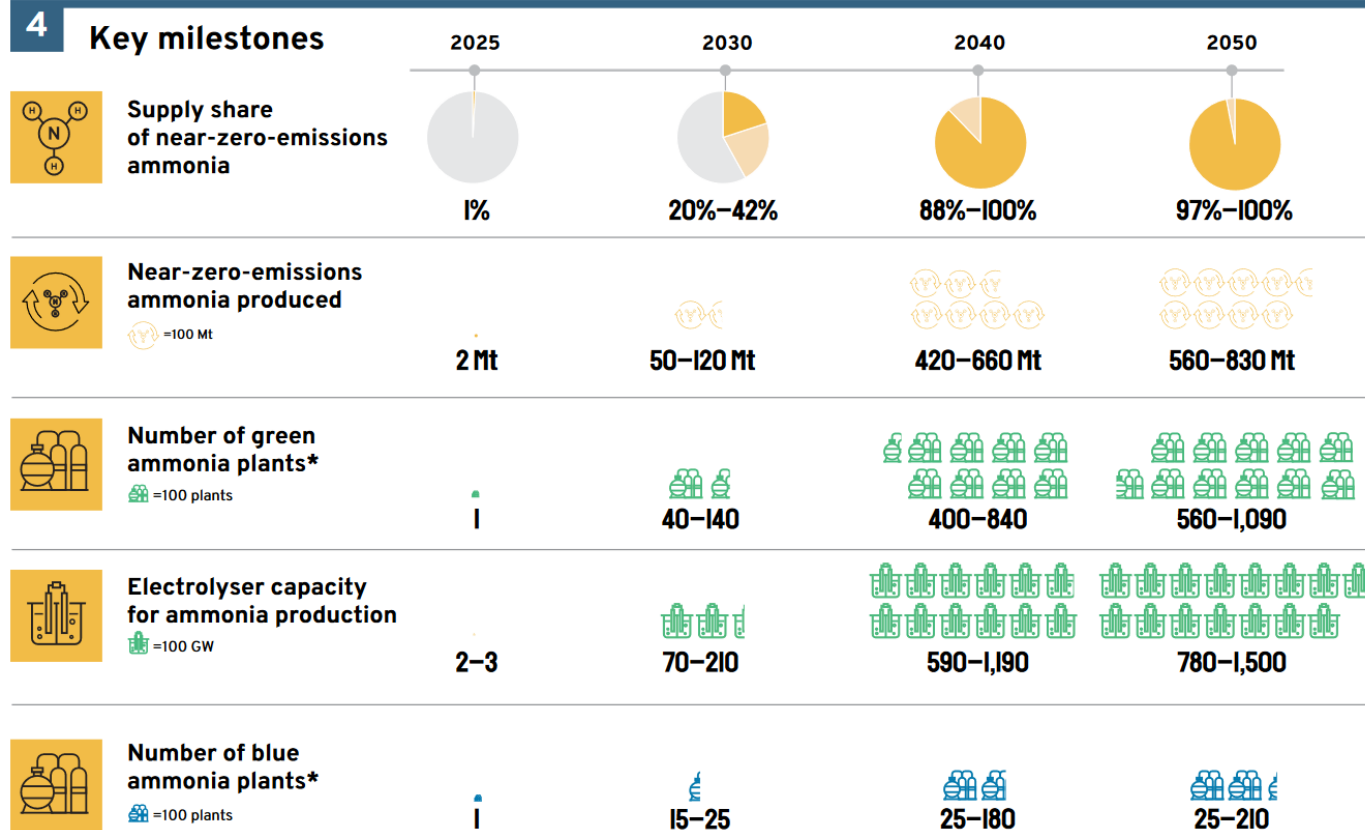 4
Key milestones
2025
2030
2040
2050
H
H
N
H
Supply share
of near-zero-emissions
ammonia
1%
20%–42%
88%–100%
97%–100%
Near-zero-emissions
ammonia produced
=100 Mt
2 Mt
50–120 Mt
420–660 Mt
560–830 Mt
Number of green
ammonia plants*
=100 plants
1
40–140
400–840
560–1,090
Electrolyser capacity
for ammonia production
=100 GW
2–3
70–210
590–1,190
780–1,500
Number of blue
ammonia plants*
=100 plants
1
15–25
25–180
25–210